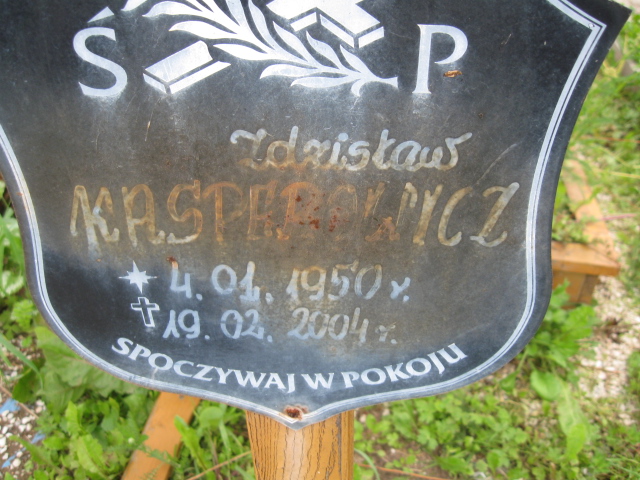 Ś P
Zdzisław
KASPEROWICZ
4.01.1950 r.
19.02.2004 r.
SPOCZYWAJ W POKOJU